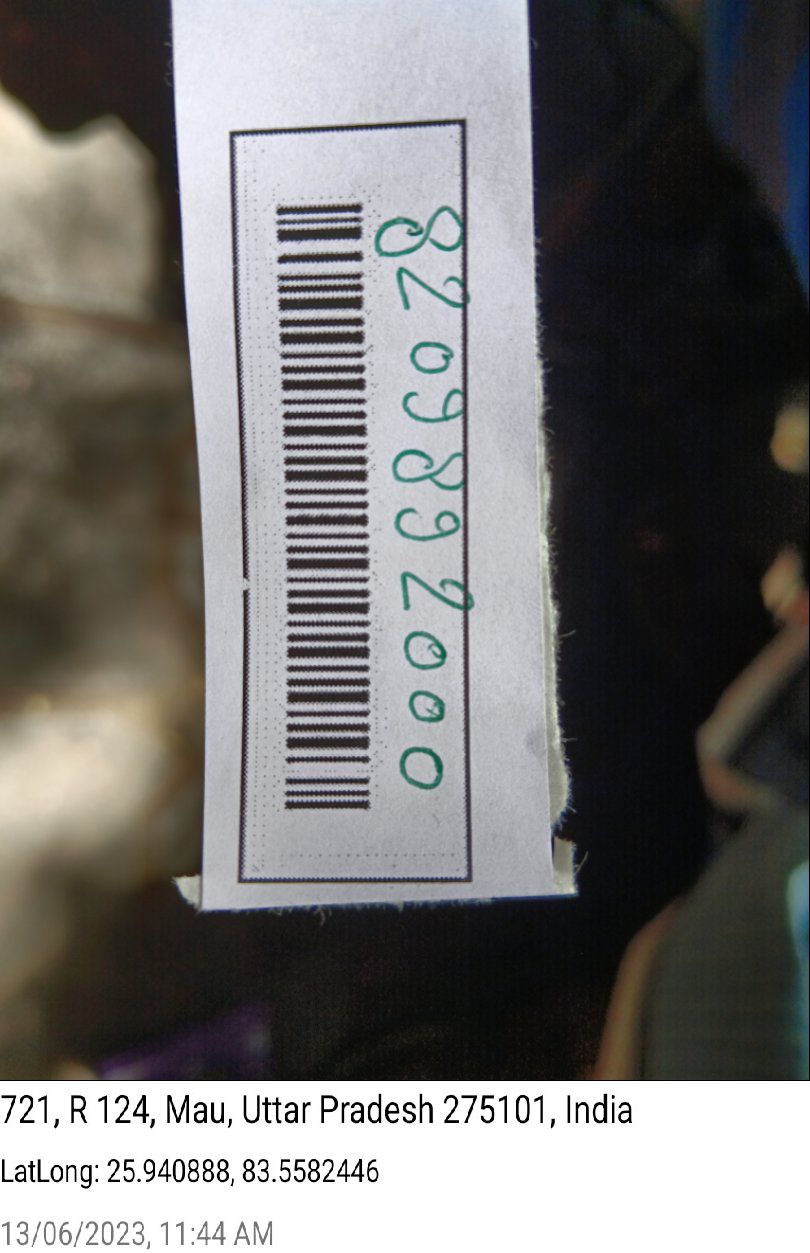 8209892000
721, R 124, Mau, Uttar Pradesh 275101, India
LatLong: 25.940888, 83.5582446
13/06/2023, 11:44 AM